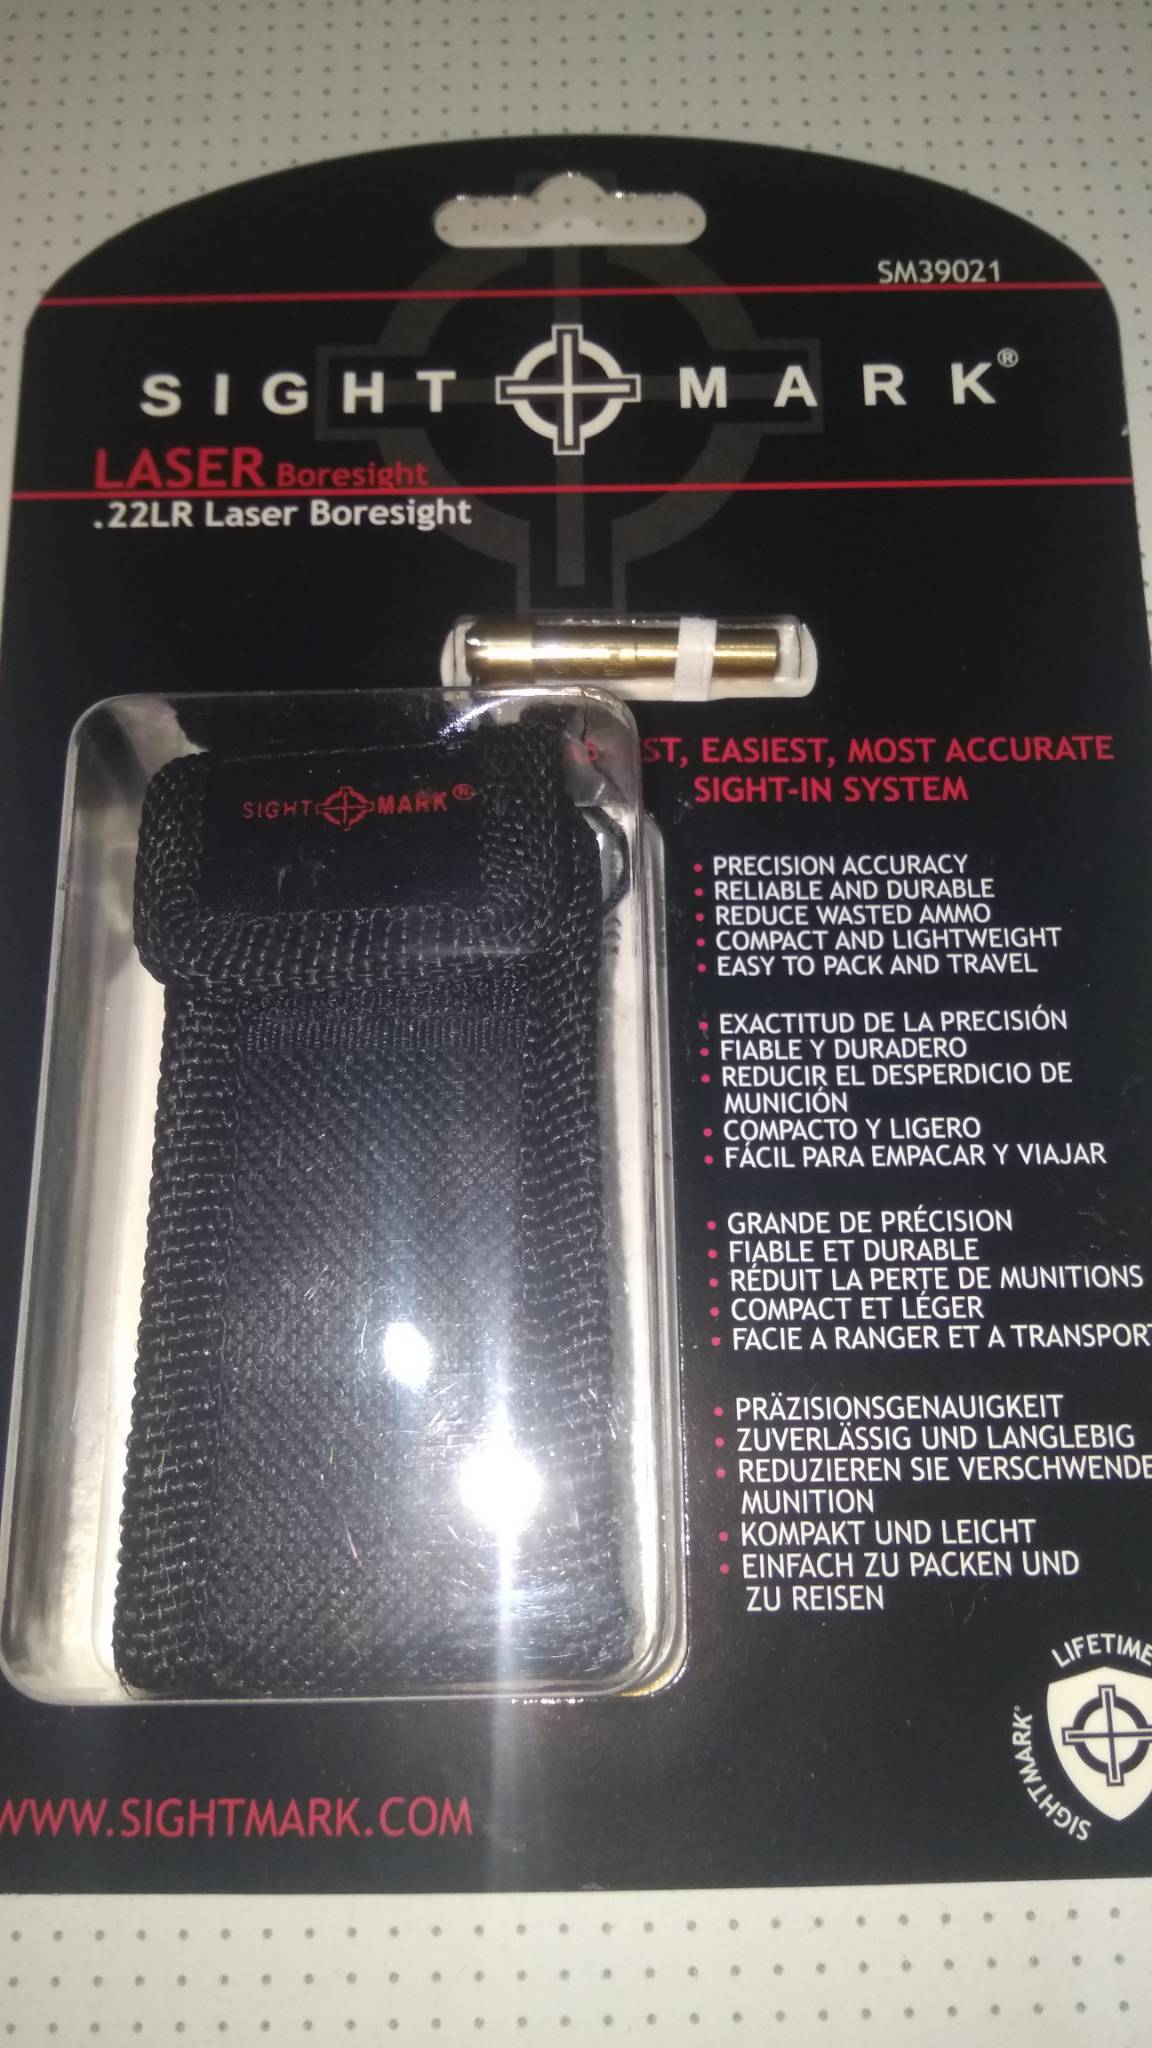 SM39021
SIGHT MARK®
LASER Boresight
.22LR Laser Boresight
SIGHT MARK®
EASIEST, MOST ACCURATE
SIGHT-IN SYSTEM
• PRECISION ACCURACY
• RELIABLE AND DURABLE
• REDUCE WASTED AMMO
• COMPACT AND LIGHTWEIGHT
• EASY TO PACK AND TRAVEL
• EXACTITUD DE LA PRECISIÓN
• FIABLE Y DURADERO
• REDUCIR EL DESPERDICIO DE
MUNICIÓN
• COMPACTO Y LIGERO
• FÁCIL PARA EMPACAR Y VIAJAR
• GRANDE DE PRÉCISION
• FIABLE ET DURABLE
• RÉDUIT LA PERTE DE MUNITIONS
• COMPACT ET LÉGER
• FACIE A RANGER ET A TRANSPORT
• PRÄZISIONSGENAUIGKEIT
• ZUVERLÄSSIG UND LANGLEBIG
• REDUZIEREN SIE VERSCHWENDE
MUNITION
• KOMPAKT UND LEICHT
• EINFACH ZU PACKEN UND
ZU REISEN
LIFETIME
SIGHTMARK®
WWW.SIGHTMARK.COM